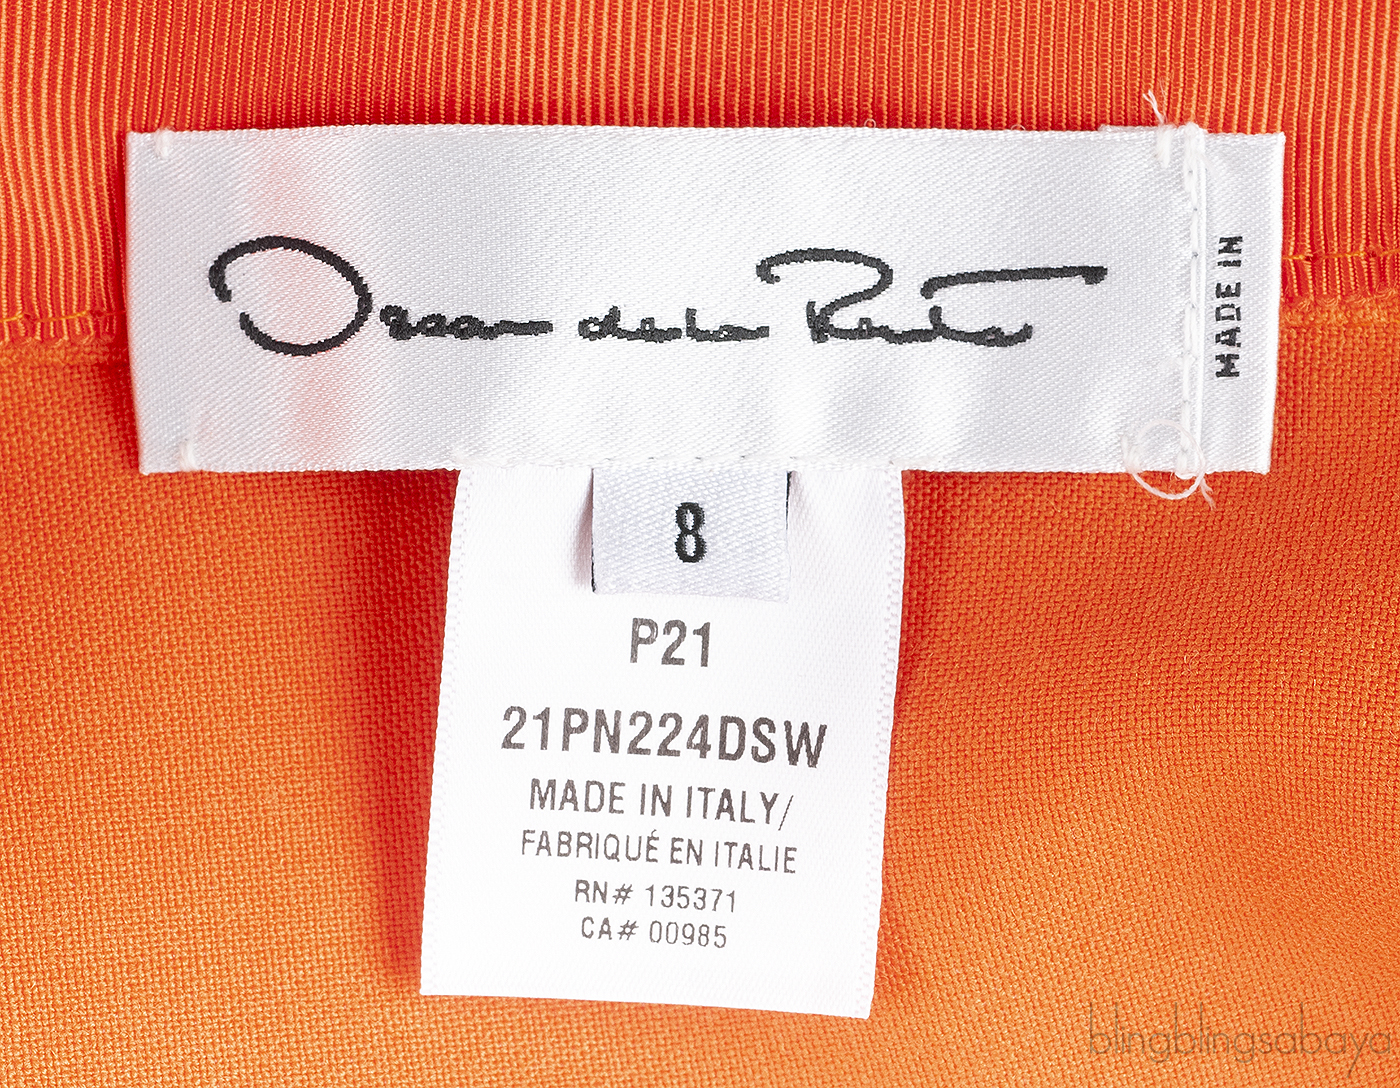 Oscar de la Renta
MADE IN
8
P21
21PN224DSW
MADE IN ITALY/
FABRIQUÉ EN ITALIE
RN# 135371
CA# 00985
blingblingsabaya